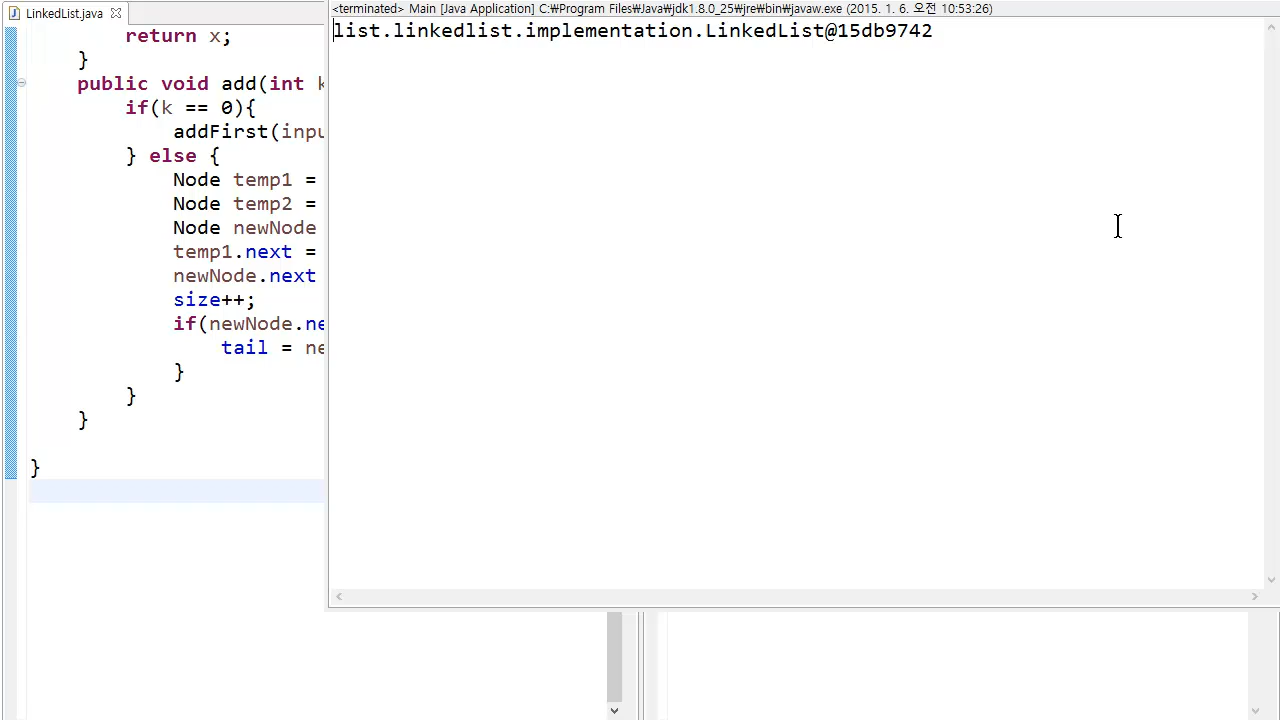 LinkedList.java
<terminated> Main [Java Application] C:₩Program Files₩Java₩jdk1.8.0_25₩jre₩bin₩javaw.exe (2015. 1. 6. 오전 10:53:26)
list.linkedlist.implementation.LinkedList@15db9742
return x;
}
public void add(int k
if(k == 0){
addFirst(inpu
} else {
Node temp1 =
Node temp2 =
Node newNode
temp1.next =
newNode.next
size++;
if(newNode.ne
tail = ne
}
}
}
}